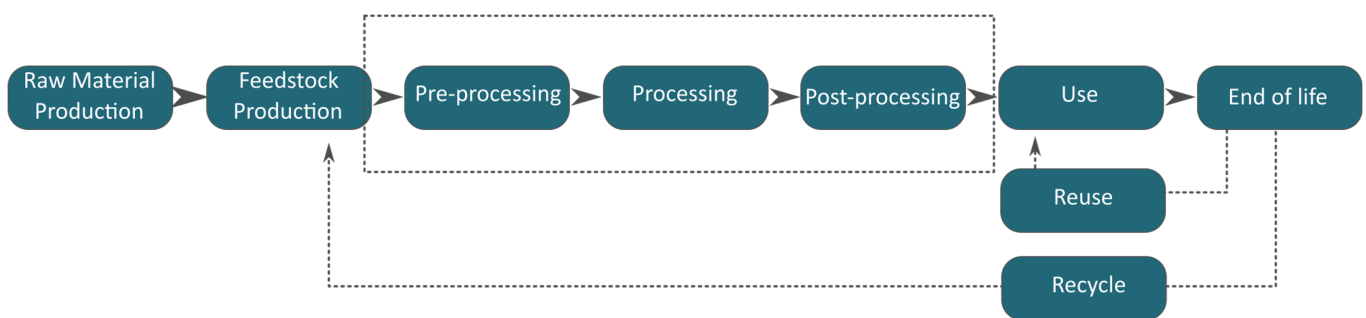 Raw Material
Production
Feedstock
Production
Pre-processing
Processing
Post-processing
Use
End of life
Reuse
Recycle